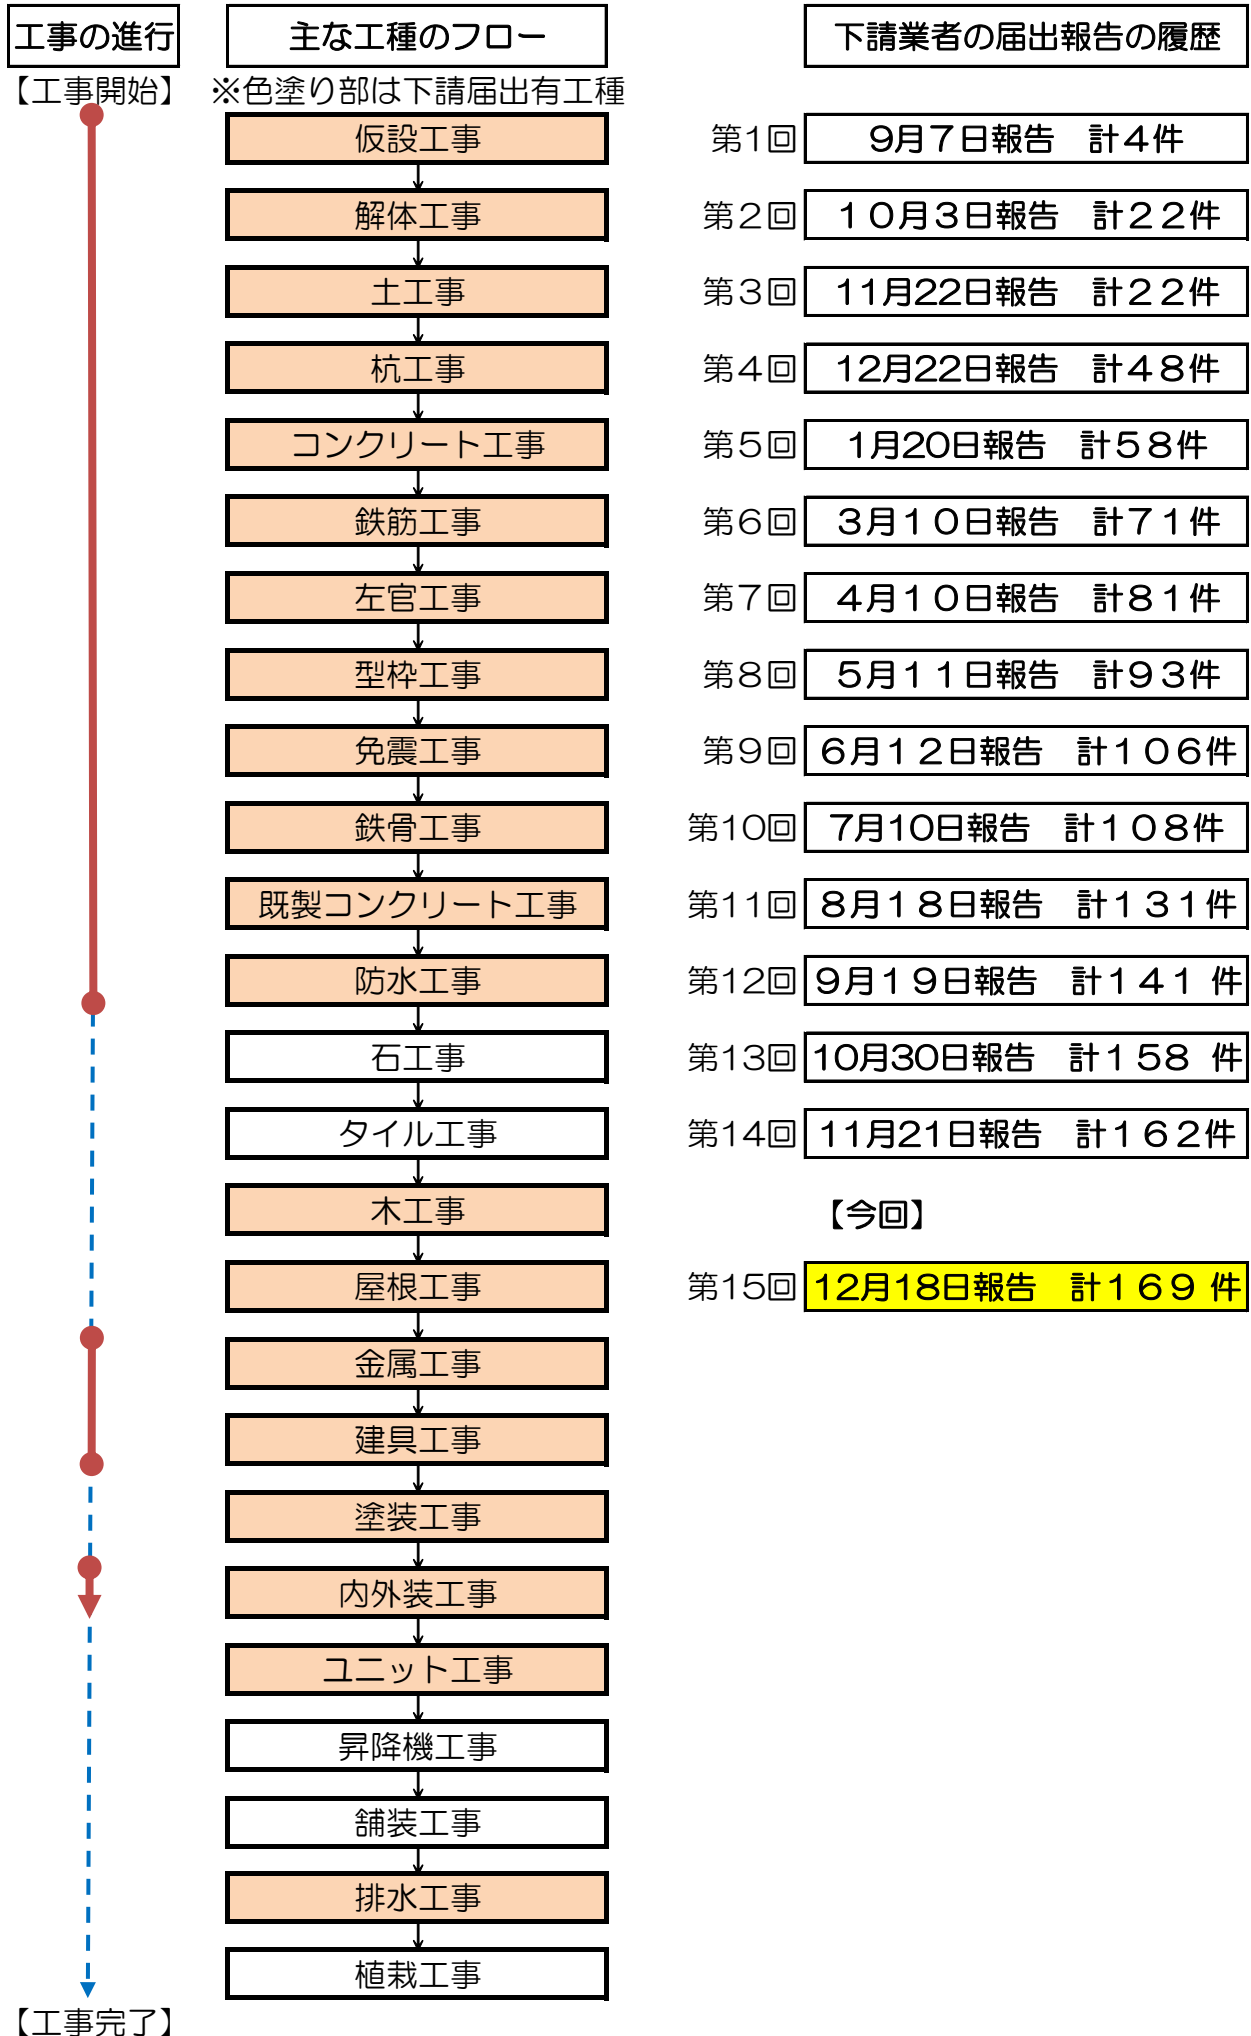 工事の進行
主な工種のフロー
下請業者の届出報告の履歴
【工事開始】
※色塗り部は下請届出有工種
仮設工事
第1回
9月7日報告　計4件
解体工事
第２回
１０月３日報告　計２２件
土工事
第３回
11月22日報告　計２２件
杭工事
第４回
12月22日報告　計４８件
コンクリート工事
第５回
1月20日報告　計５８件
鉄筋工事
第６回
３月１０日報告　計７１件
左官工事
第７回
４月１０日報告　計８１件
型枠工事
第８回
５月１１日報告　計９３件
免震工事
第９回
６月１２日報告　計１０６件
鉄骨工事
第10回
7月10日報告　計１０８件
既製コンクリート工事
第11回
８月１８日報告　計１３１件
防水工事
第12回
９月１９日報告　計１４１ 件
石工事
第13回
10月30日報告　計１５８ 件
タイル工事
第14回
11月21日報告　計１６２件
木工事
【今回】
屋根工事
第15回
12月18日報告　計１６９ 件
金属工事
建具工事
塗装工事
内外装工事
ユニット工事
昇降機工事
舗装工事
排水工事
植栽工事
【工事完了】